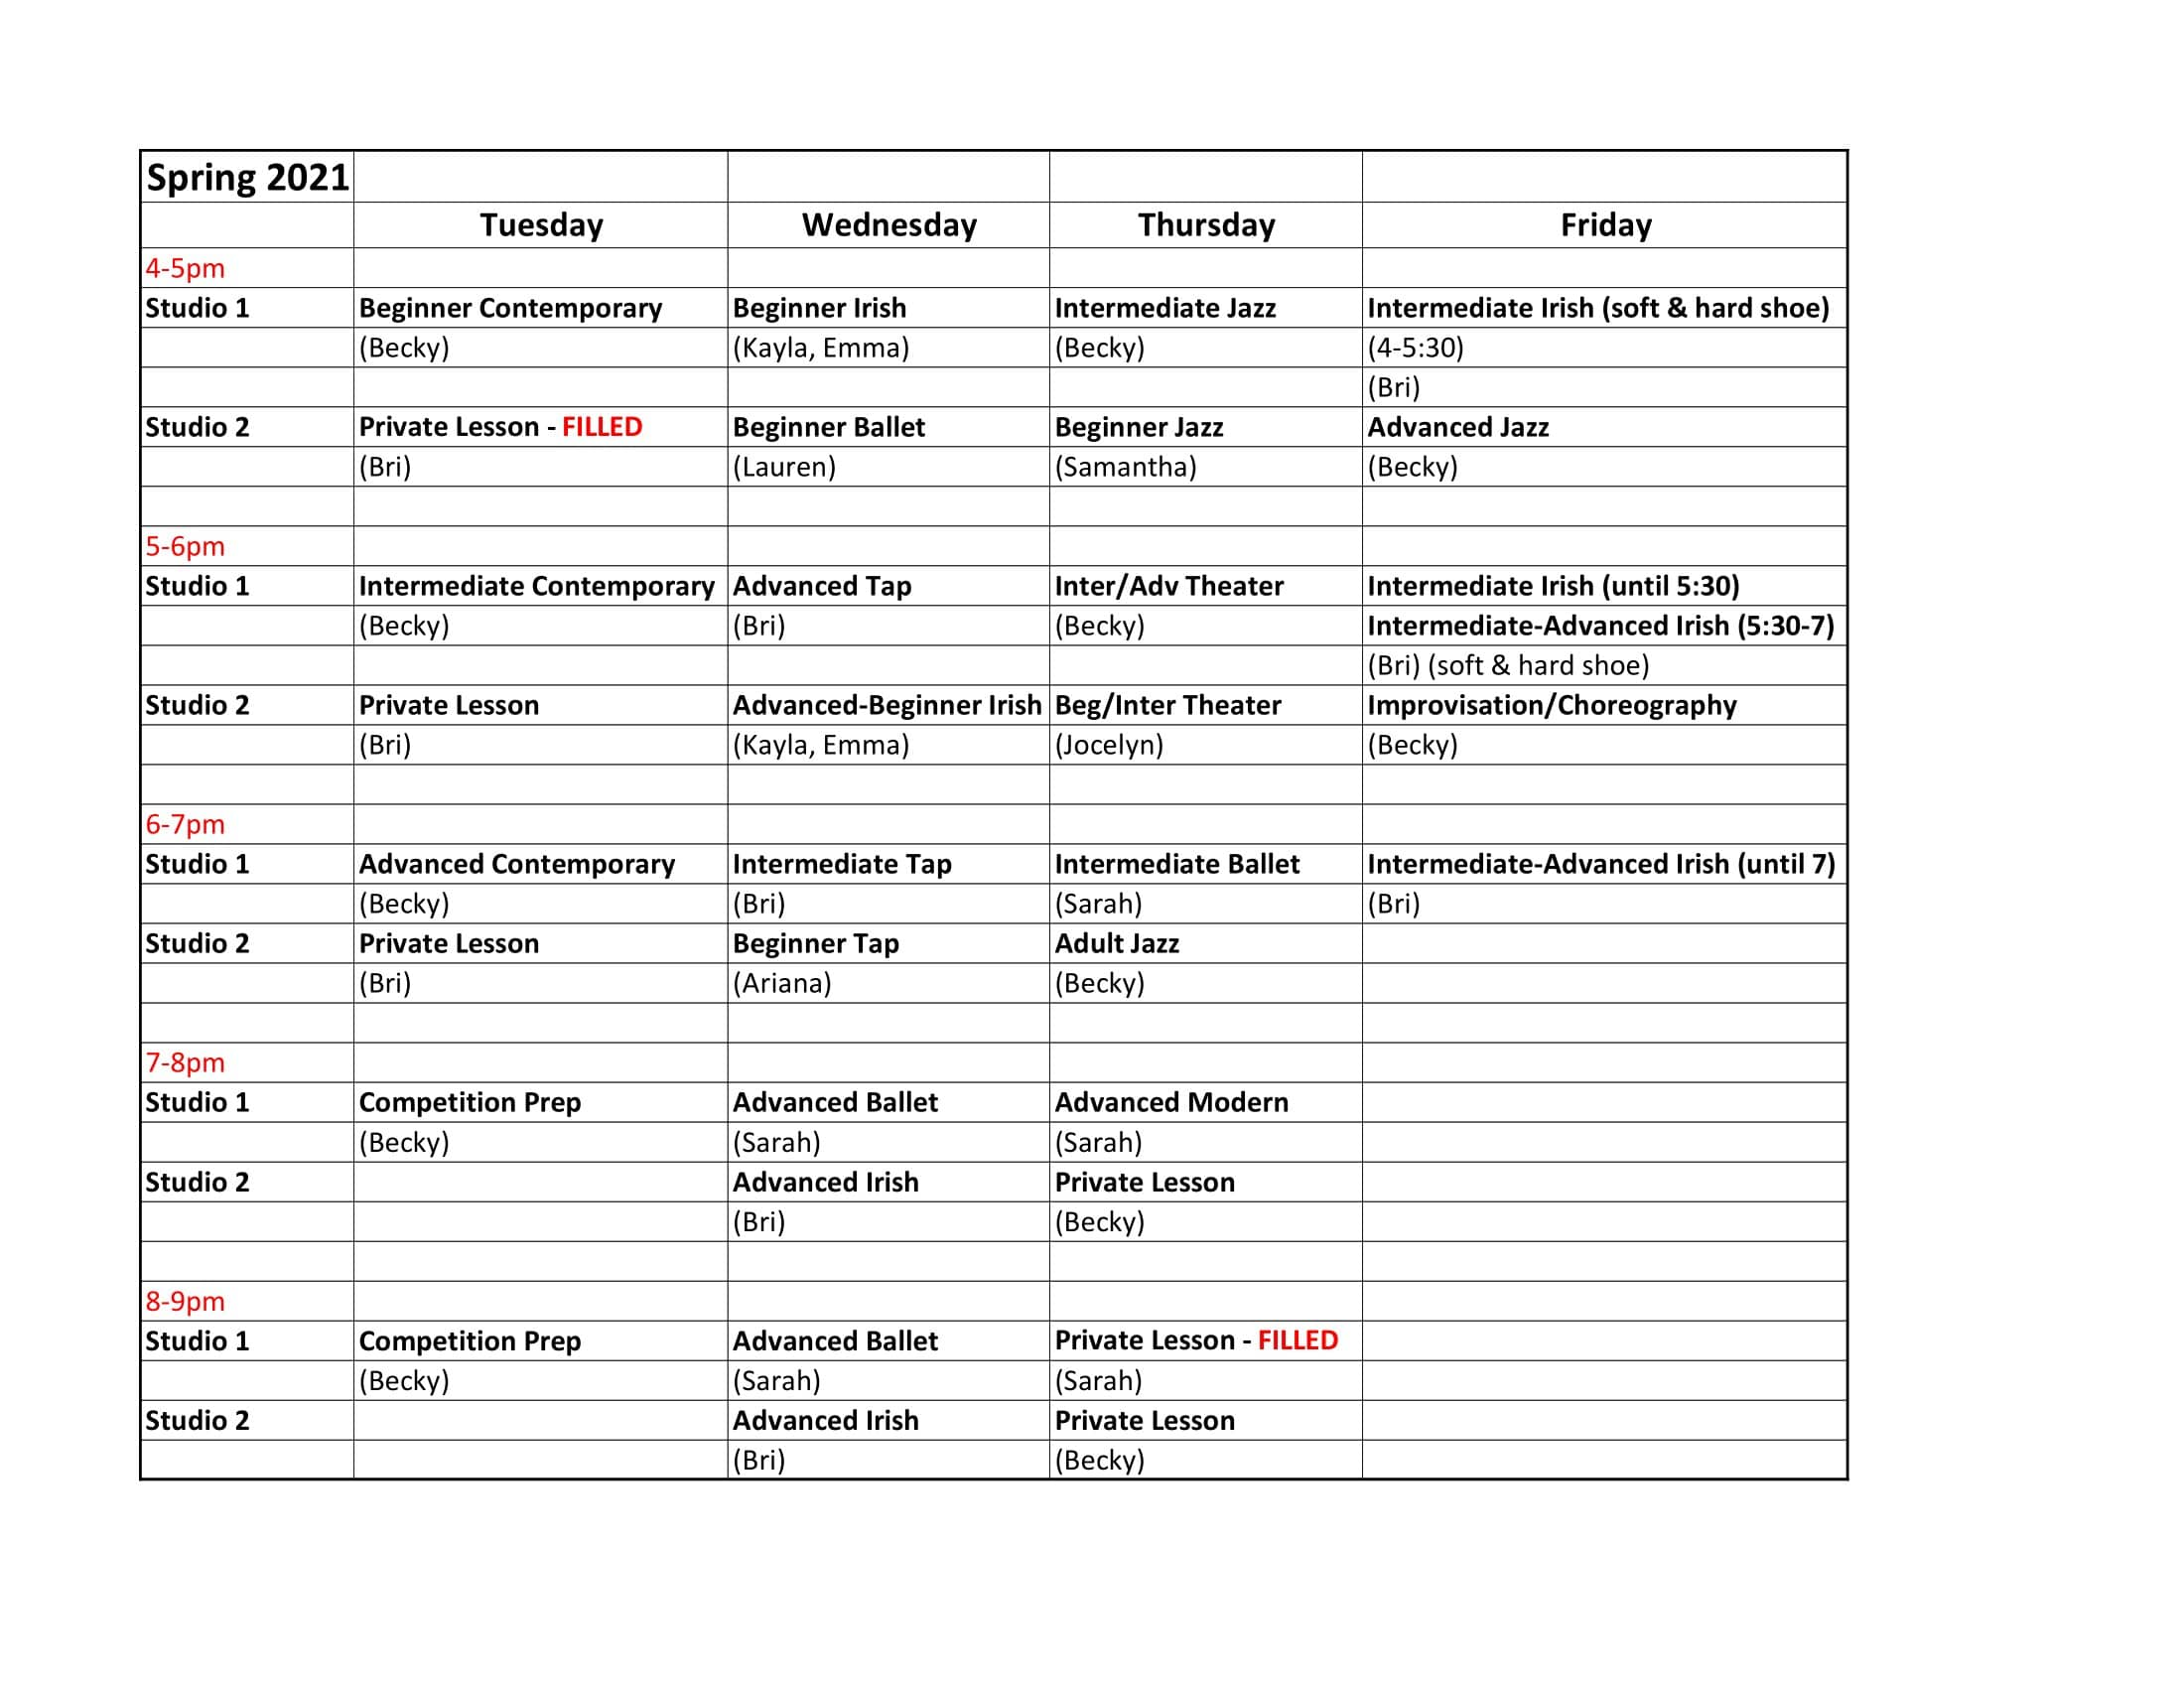 Spring 2021
Tuesday Wednesday Thursday Friday
4-5pm
Studio 1 Beginner Contemporary Beginner Irish Intermediate Jazz Intermediate Irish (soft & hard shoe)
(Becky) (Kayla, Emma) (Becky) (4-5:30)
(Bri)
Studio 2 Private Lesson - FILLED Beginner Ballet Beginner Jazz Advanced Jazz
(Bri) (Lauren) (Samantha) (Becky)
5-6pm
Studio 1 Intermediate Contemporary Advanced Tap Inter/Adv Theater Intermediate Irish (until 5:30)
(Becky) (Bri) (Becky) Intermediate-Advanced Irish (5:30-7)
(Bri) (soft & hard shoe)
Studio 2 Private Lesson Advanced-Beginner Irish Beg/Inter Theater Improvisation/Choreography
(Bri) (Kayla, Emma) (Jocelyn) (Becky)
6-7pm
Studio 1 Advanced Contemporary Intermediate Tap Intermediate Ballet Intermediate-Advanced Irish (until 7)
(Becky) (Bri) (Sarah) (Bri)
Studio 2 Private Lesson Beginner Tap Adult Jazz
(Bri) (Ariana) (Becky)
7-8pm
Studio 1 Competition Prep Advanced Ballet Advanced Modern
(Becky) (Sarah) (Sarah)
Studio 2 Advanced Irish Private Lesson
(Bri) (Becky)
8-9pm
Studio 1 Competition Prep Advanced Ballet Private Lesson - FILLED
(Becky) (Sarah) (Sarah)
Studio 2 Advanced Irish Private Lesson
(Bri) (Becky)